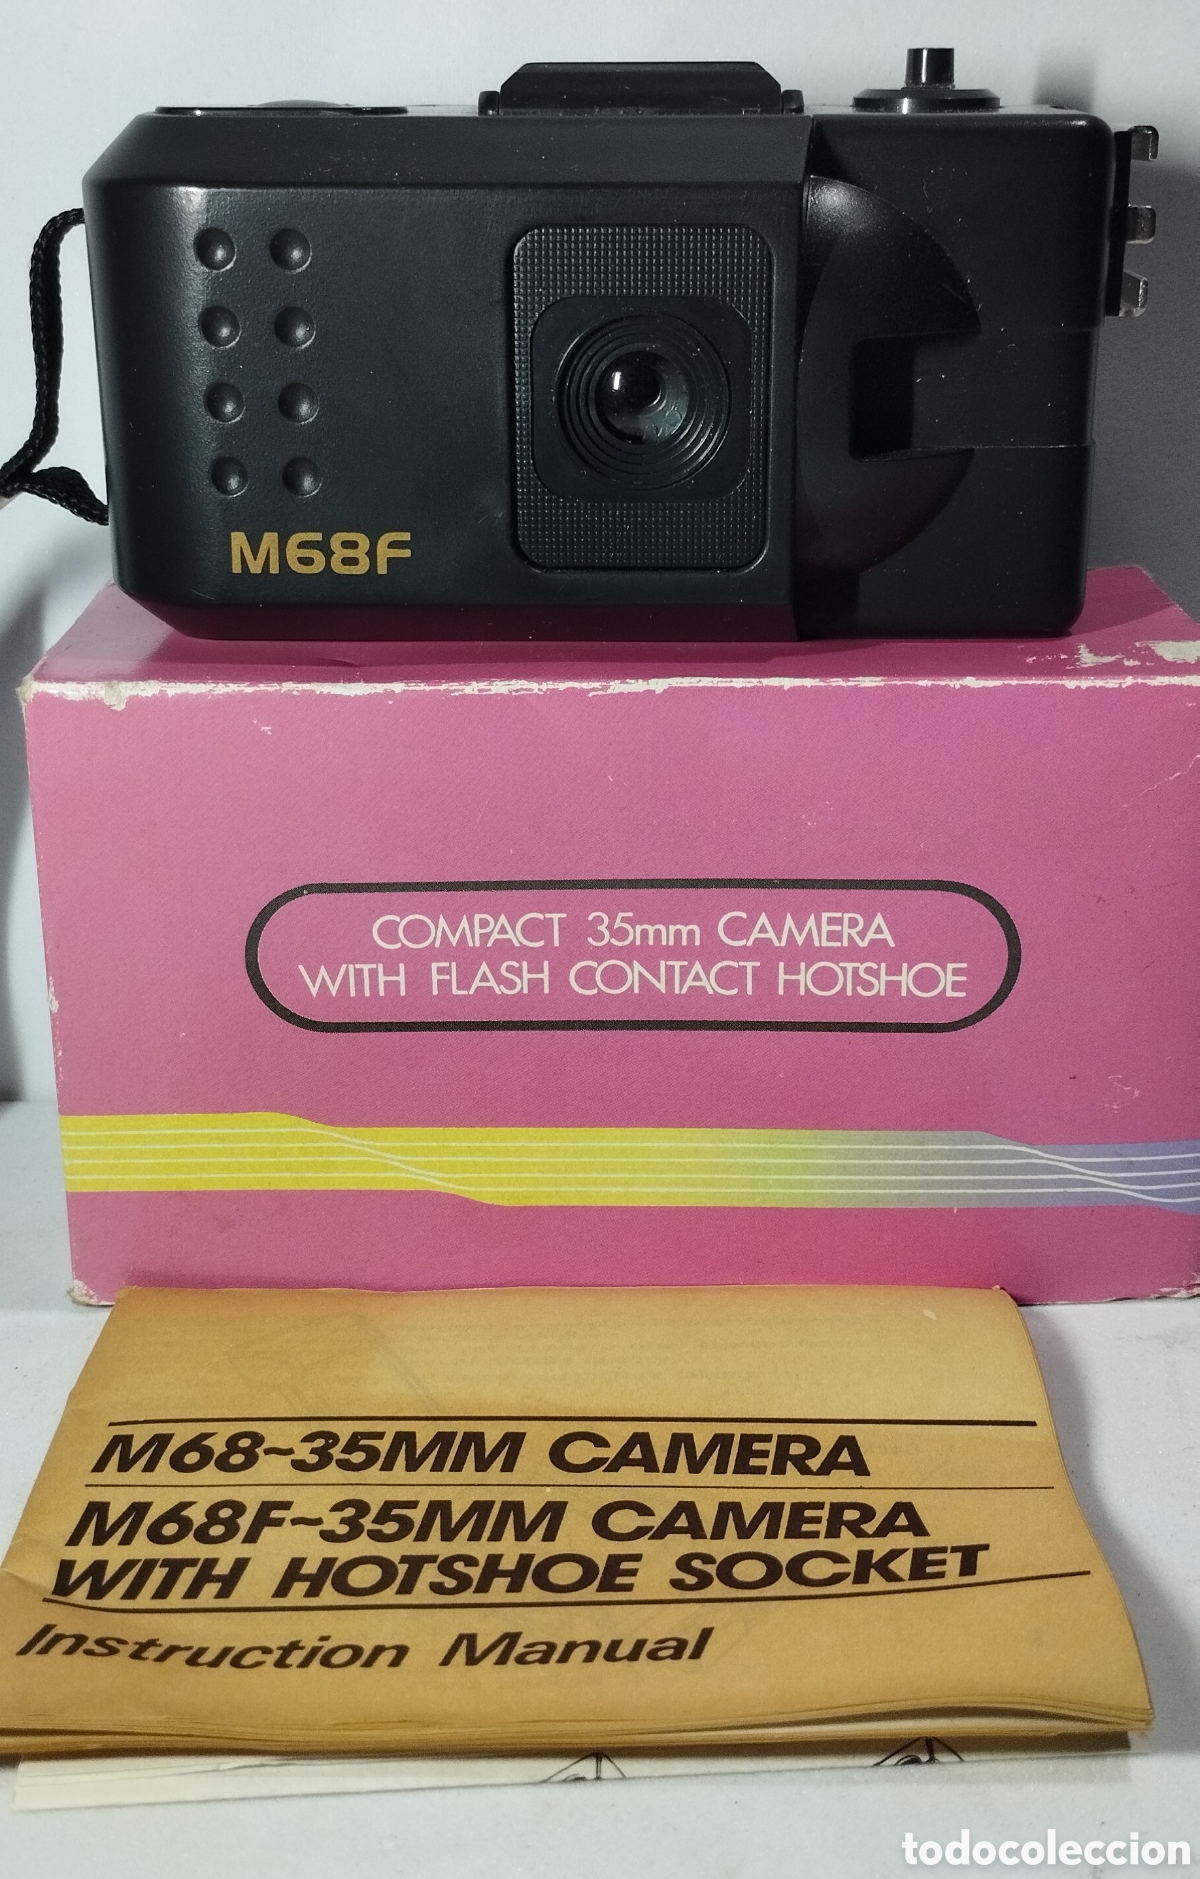 M68F
COMPACT 35mm CAMERA
WITH FLASH CONTACT HOTSHOE
M68~35MM CAMERA
M68F~35MM CAMERA
WITH HOTSHOE SOCKET
Instruction Manual
todocoleccion